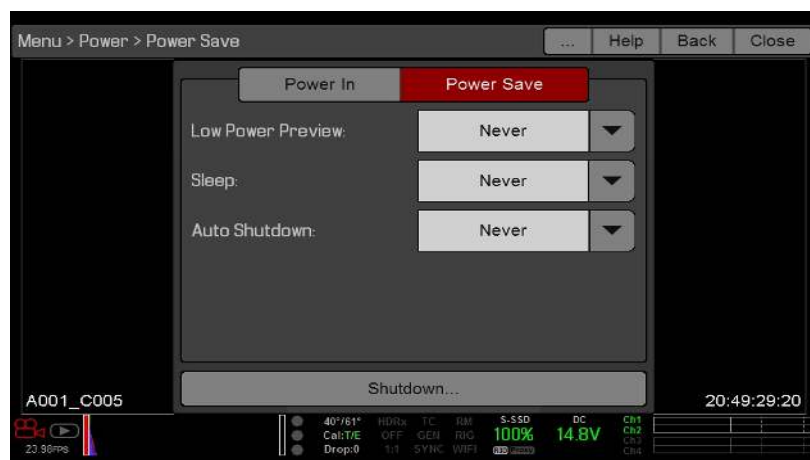 Menu > Power > Power Save
... Help Back Close
Power In Power Save
Low Power Preview: Never
Sleep: Never
Auto Shutdown: Never
Shutdown...
A001_C005 20:49:29:20
40°/61° HDRx TC RM S-SSD DC Ch1
Cal:T/E OFF GEN RIG 100% 14.8V Ch2
Drop:0 1:1 SYNC WIFI R3D Ch3
23.98FPS Ch4